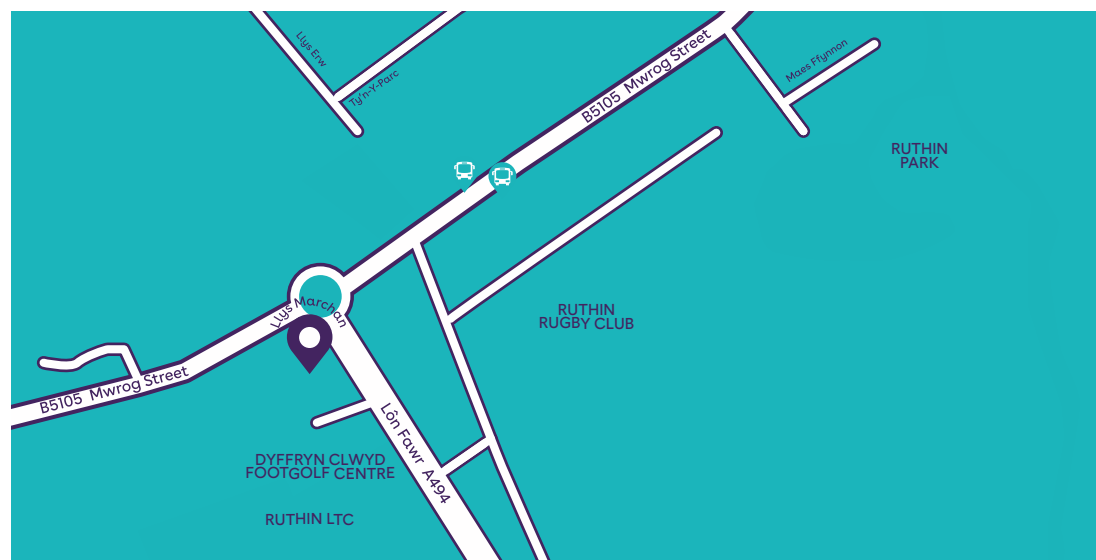 Llys Erw
Ty'n-Y-Parc
B5105 Mwrog Street
Maes Ffynnon
RUTHIN
PARK
Llys Marchan
RUTHIN
RUGBY CLUB
B5105 Mwrog Street
Lôn Fawr A494
DYFFRYN CLWYD
FOOTGOLF CENTRE
RUTHIN LTC